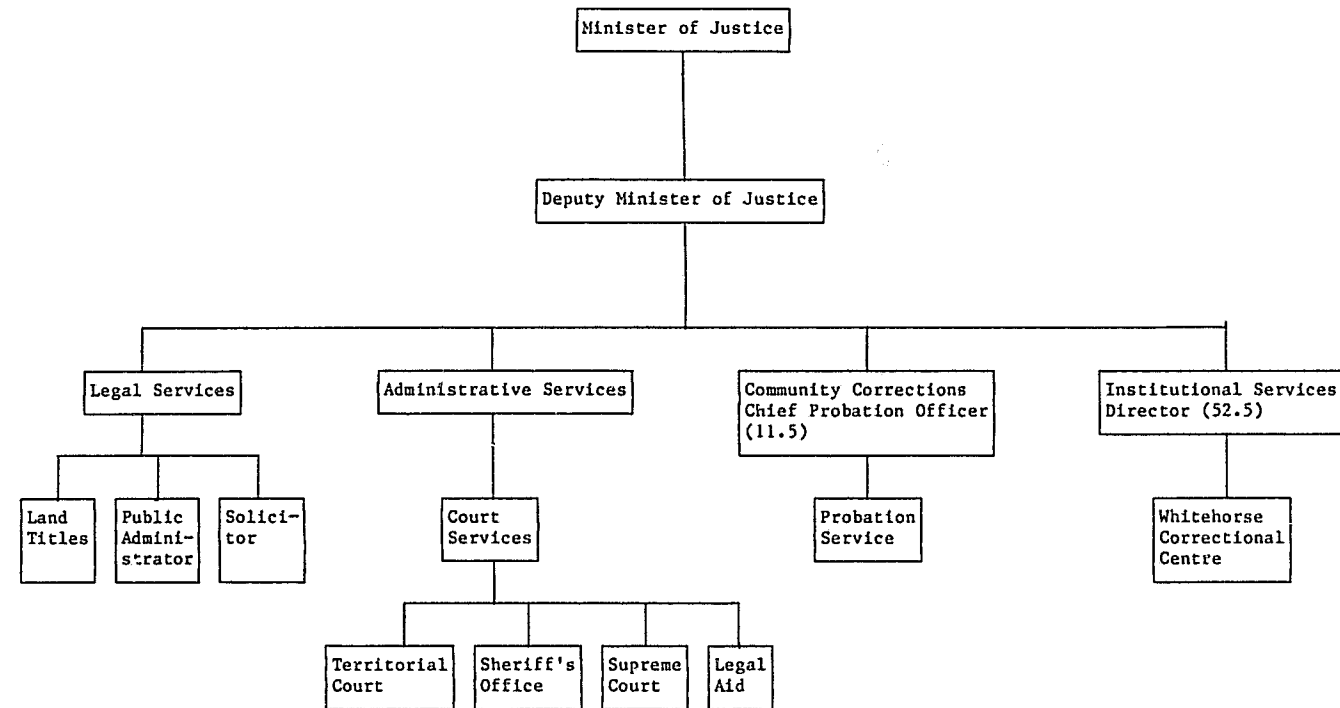 Minister of Justice
Deputy Minister of Justice
Legal Services
Administrative Services
Community Corrections
Chief Probation Officer
(11.5)
Institutional Services
Director (52.5)
Land
Titles
Public
Admini-
strator
Solici-
tor
Court
Services
Probation
Service
Whitehorse
Correctional
Centre
Territorial
Court
Sheriff's
Office
Supreme
Court
Legal
Aid